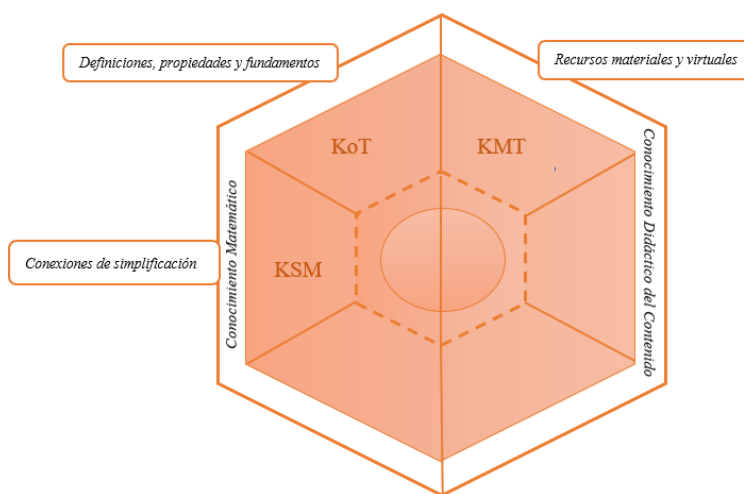 Definiciones, propiedades y fundamentos
Recursos materiales y virtuales
KoT
KMT
Conocimiento Matemático
Conocimiento Didáctico del Contenido
Conexiones de simplificación
KSM